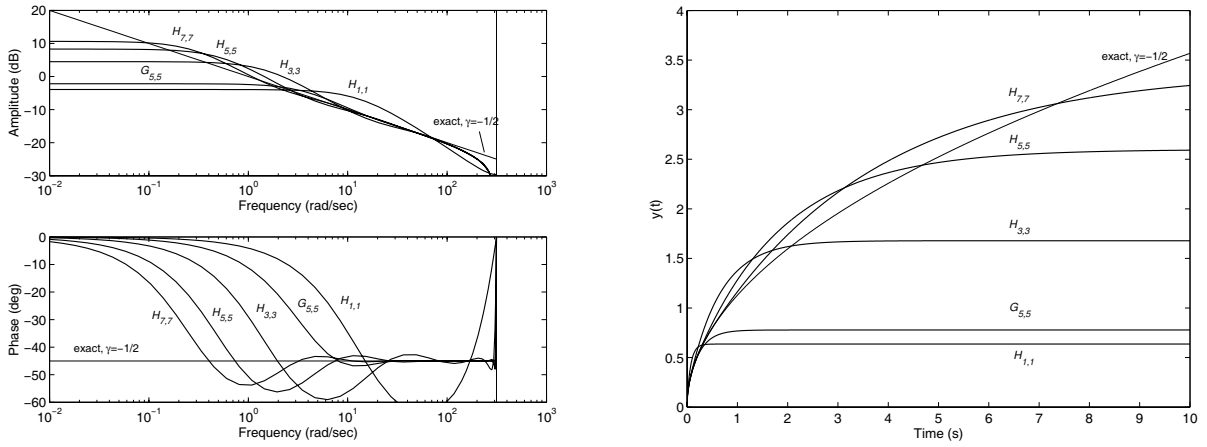 20
10
0
−10
−20
−30
Amplitude (dB)
H7,7
H5,5
H3,3
G5,5
H1,1
exact, γ=−1/2
10−2
10−1
100
101
102
103
Frequency (rad/sec)
0
−10
−20
−30
−40
−50
−60
Phase (deg)
H7,7
H5,5
H3,3
G5,5
H1,1
exact, γ=−1/2
10−2
10−1
100
101
102
103
Frequency (rad/sec)
4
3.5
3
2.5
2
1.5
1
0.5
0
y(t)
exact, γ=−1/2
H7,7
H5,5
H3,3
G5,5
H1,1
0 1 2 3 4 5 6 7 8 9 10
Time (s)